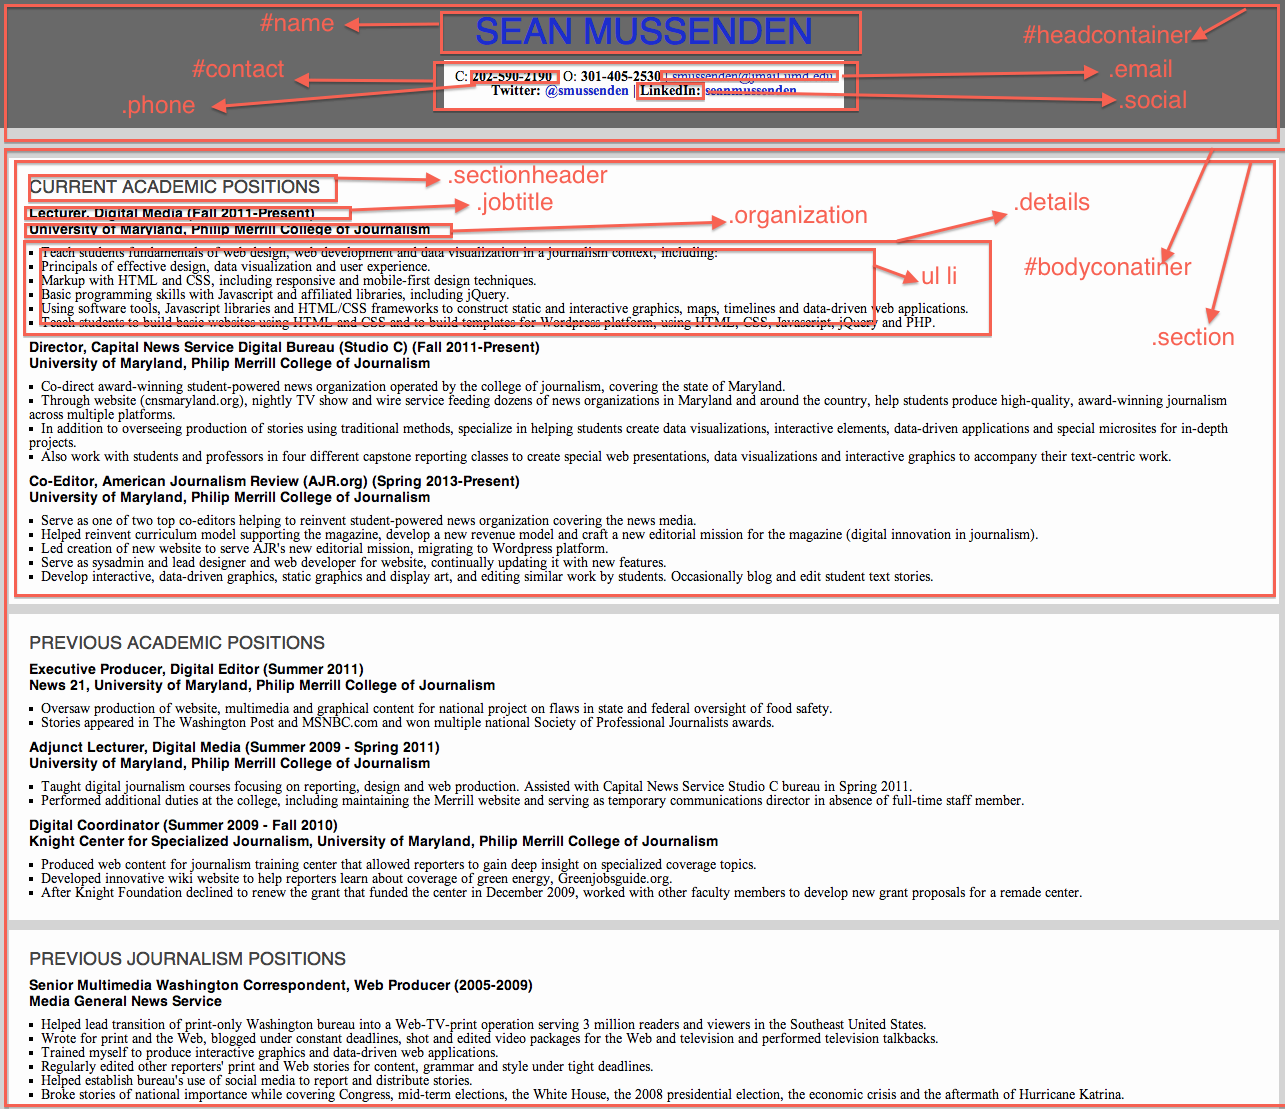 #name
SEAN MUSSENDEN
#headcontainer
#contact
C: 202-590-2190 O: 301-405-2530 | smussenden@jmail.umd.edu
.email
.phone
Twitter: @smussenden | LinkedIn: seanmussenden
.social
CURRENT ACADEMIC POSITIONS
.sectionheader
.jobtitle
Lecturer, Digital Media (Fall 2011-Present)
.organization
University of Maryland, Philip Merrill College of Journalism
.details
Teach students fundamentals of web design, web development and data visualization in a journalism context, including:
Principals of effective design, data visualization and user experience.
#bodyconatiner
Markup with HTML and CSS, including responsive and mobile-first design techniques.
ul li
Basic programming skills with Javascript and affiliated libraries, including jQuery.
Using software tools, Javascript libraries and HTML/CSS frameworks to construct static and interactive graphics, maps, timelines and data-driven web applications.
Teach students to build basic websites using HTML and CSS and to build templates for Wordpress platform, using HTML, CSS, Javascript, jQuery and PHP.
.section
Director, Capital News Service Digital Bureau (Studio C) (Fall 2011-Present)
University of Maryland, Philip Merrill College of Journalism
Co-direct award-winning student-powered news organization operated by the college of journalism, covering the state of Maryland.
Through website (cnsmaryland.org), nightly TV show and wire service feeding dozens of news organizations in Maryland and around the country, help students produce high-quality, award-winning journalism
across multiple platforms.
In addition to overseeing production of stories using traditional methods, specialize in helping students create data visualizations, interactive elements, data-driven applications and special microsites for in-depth
projects.
Also work with students and professors in four different capstone reporting classes to create special web presentations, data visualizations and interactive graphics to accompany their text-centric work.
Co-Editor, American Journalism Review (AJR.org) (Spring 2013-Present)
University of Maryland, Philip Merrill College of Journalism
Serve as one of two top co-editors helping to reinvent student-powered news organization covering the news media.
Helped reinvent curriculum model supporting the magazine, develop a new revenue model and craft a new editorial mission for the magazine (digital innovation in journalism).
Led creation of new website to serve AJR's new editorial mission, migrating to Wordpress platform.
Serve as sysadmin and lead designer and web developer for website, continually updating it with new features.
Develop interactive, data-driven graphics, static graphics and display art, and editing similar work by students. Occasionally blog and edit student text stories.
PREVIOUS ACADEMIC POSITIONS
Executive Producer, Digital Editor (Summer 2011)
News 21, University of Maryland, Philip Merrill College of Journalism
Oversaw production of website, multimedia and graphical content for national project on flaws in state and federal oversight of food safety.
Stories appeared in The Washington Post and MSNBC.com and won multiple national Society of Professional Journalists awards.
Adjunct Lecturer, Digital Media (Summer 2009 - Spring 2011)
University of Maryland, Philip Merrill College of Journalism
Taught digital journalism courses focusing on reporting, design and web production. Assisted with Capital News Service Studio C bureau in Spring 2011.
Performed additional duties at the college, including maintaining the Merrill website and serving as temporary communications director in absence of full-time staff member.
Digital Coordinator (Summer 2009 - Fall 2010)
Knight Center for Specialized Journalism, University of Maryland, Philip Merrill College of Journalism
Produced web content for journalism training center that allowed reporters to gain deep insight on specialized coverage topics.
Developed innovative wiki website to help reporters learn about coverage of green energy, Greenjobsguide.org.
After Knight Foundation declined to renew the grant that funded the center in December 2009, worked with other faculty members to develop new grant proposals for a remade center.
PREVIOUS JOURNALISM POSITIONS
Senior Multimedia Washington Correspondent, Web Producer (2005-2009)
Media General News Service
Helped lead transition of print-only Washington bureau into a Web-TV-print operation serving 3 million readers and viewers in the Southeast United States.
Wrote for print and the Web, blogged under constant deadlines, shot and edited video packages for the Web and television and performed television talkbacks.
Trained myself to produce interactive graphics and data-driven web applications.
Regularly edited other reporters' print and Web stories for content, grammar and style under tight deadlines.
Helped establish bureau's use of social media to report and distribute stories.
Broke stories of national importance while covering Congress, mid-term elections, the White House, the 2008 presidential election, the economic crisis and the aftermath of Hurricane Katrina.